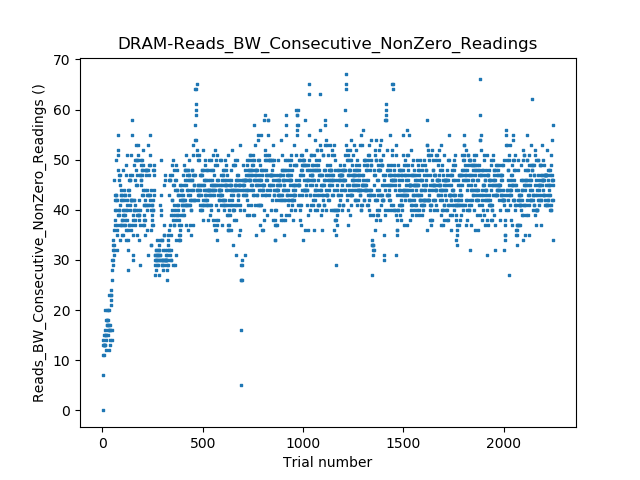 DRAM-Reads_BW_Consecutive_NonZero_Readings
Reads_BW_Consecutive_NonZero_Readings ()
70
60
50
40
30
20
10
0
0 500 1000 1500 2000
Trial number